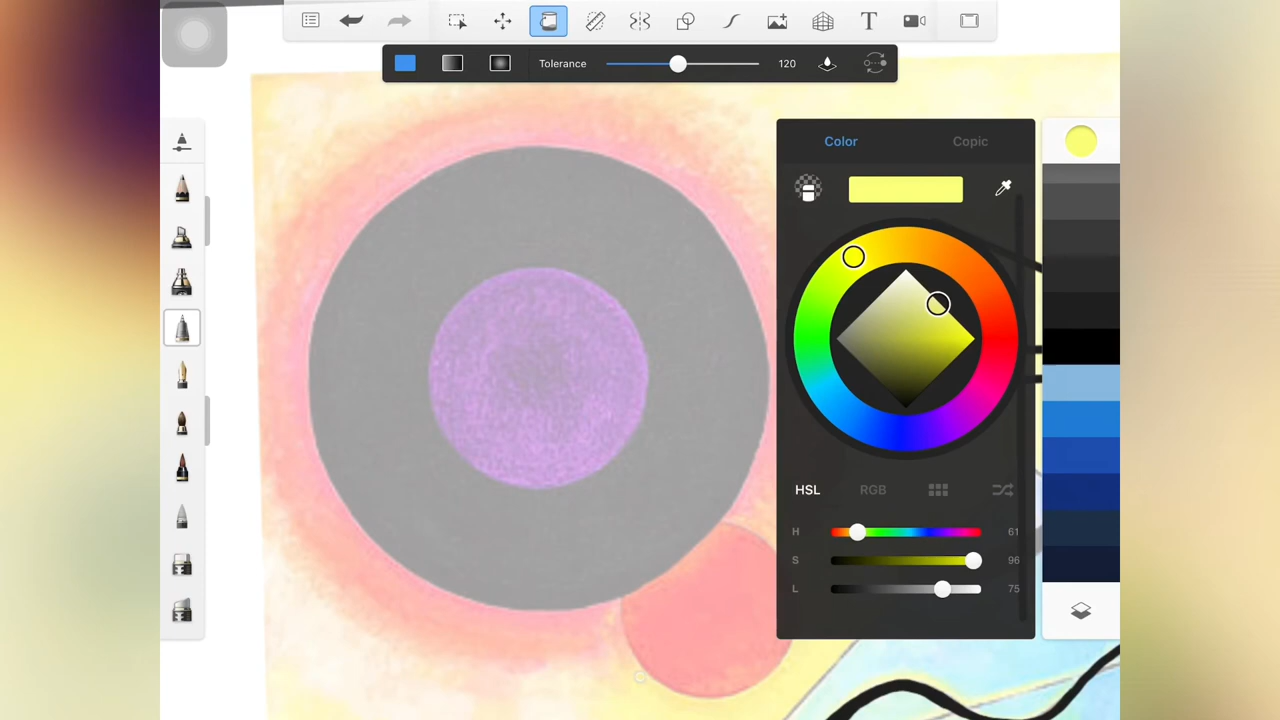 T
Tolerance 120
Color Copic
HSL RGB
H 61
S 96
L 75